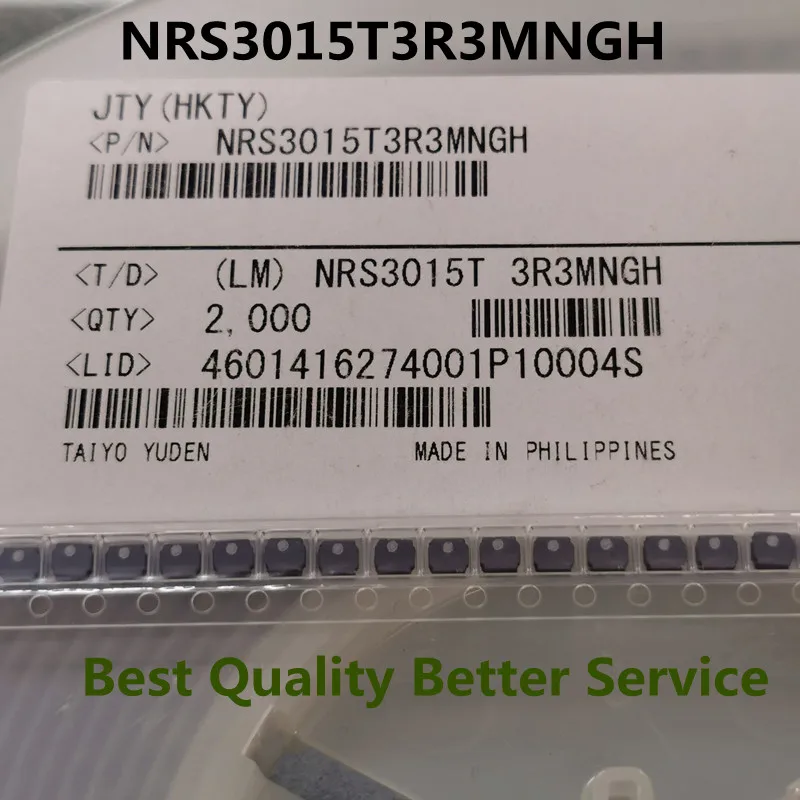 NRS3015T3R3MNGH
JTY(HKTY)
<P/N> NRS3015T3R3MNGH
<T/D> (LM) NRS3015T 3R3MNGH
<QTY> 2,000
<LID> 4601416274001P10004S
TAIYO YUDEN MADE IN PHILIPPINES
Best Quality Better Service